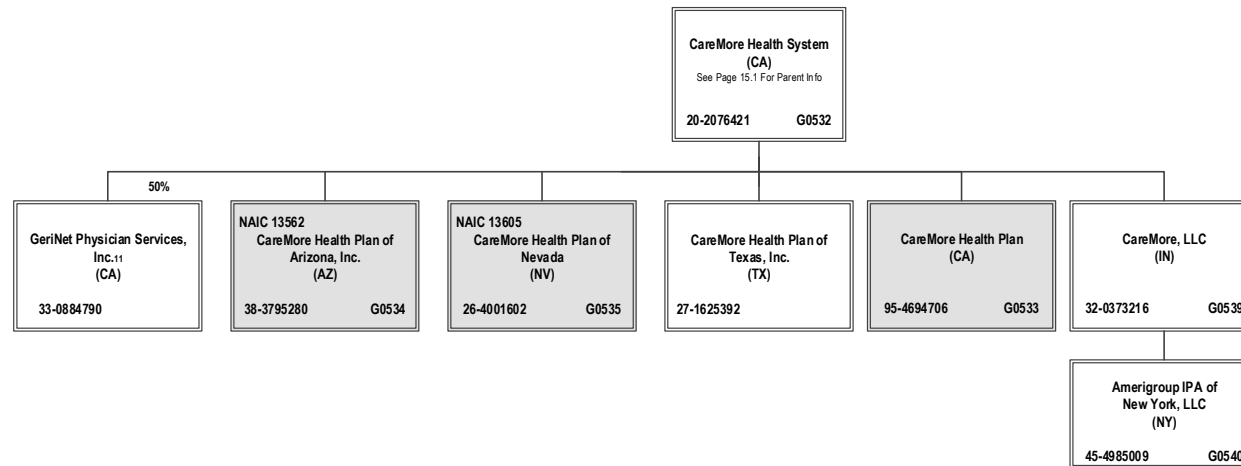 CareMore Health System
(CA)
See Page 15.1 For Parent Info
20-2076421 G0532
50%
GeriNet Physician Services,
Inc.11
(CA)
33-0884790
NAIC 13562
CareMore Health Plan of
Arizona, Inc.
(AZ)
38-3795280 G0534
NAIC 13605
CareMore Health Plan of
Nevada
(NV)
26-4001602 G0535
CareMore Health Plan of
Texas, Inc.
(TX)
27-1625392
CareMore Health Plan
(CA)
95-4694706 G0533
CareMore, LLC
(IN)
32-0373216 G0539
Amerigroup IPA of
New York, LLC
(NY)
45-4985009 G0540